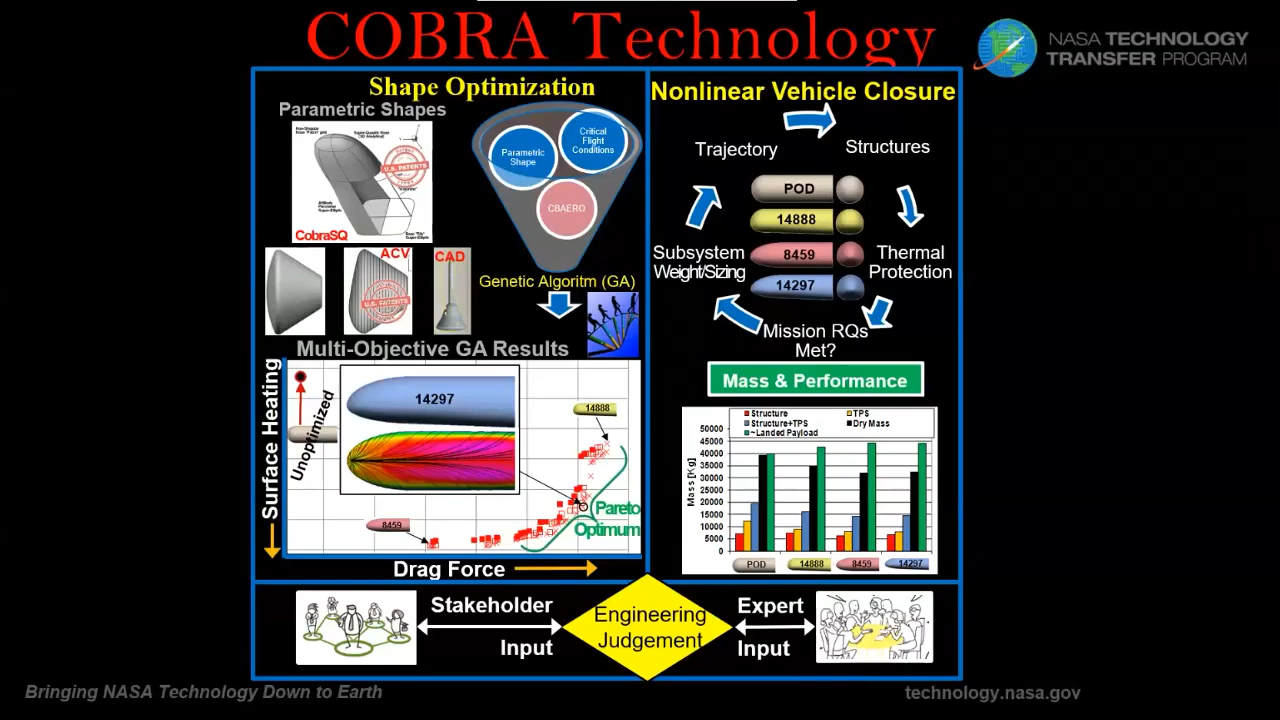 COBRA Technology
NASA TECHNOLOGY
TRANSFER PROGRAM
Shape Optimization
Parametric Shapes
CobraSQ
U.S. PATENTS
ACV
U.S. PATENTS
CAD
Parametric
Shape
Critical
Flight
Conditions
CBAERO
Genetic Algoritm (GA)
Multi-Objective GA Results
Surface Heating
Unoptimized
14297
14888
8459
Pareto
Optimum
Drag Force
Nonlinear Vehicle Closure
Trajectory
Structures
POD
14888
8459
14297
Subsystem
Weight/Sizing
Thermal
Protection
Mission RQs
Met?
Mass & Performance
Structure
TPS
Structure+TPS
Dry Mass
~Landed Payload
Mass [Kg]
50000
45000
40000
35000
30000
25000
20000
15000
10000
5000
0
POD
14888
8459
14297
Stakeholder
Input
Engineering
Judgement
Expert
Input
Bringing NASA Technology Down to Earth
technology.nasa.gov